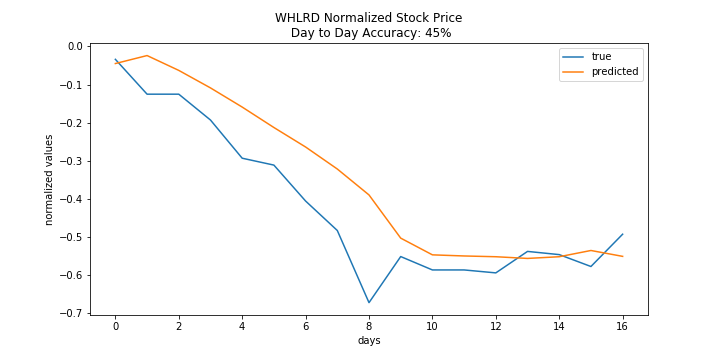 WHLRD Normalized Stock Price
Day to Day Accuracy: 45%
true
predicted
0.0
−0.1
−0.2
−0.3
−0.4
−0.5
−0.6
−0.7
normalized values
0 2 4 6 8 10 12 14 16
days